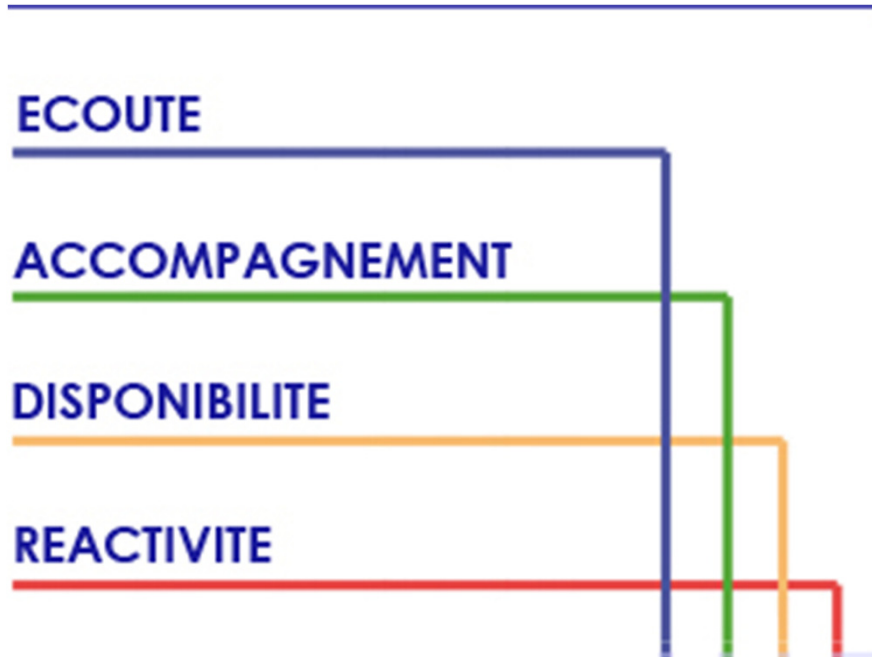 ECOUTE
ACCOMPAGNEMENT
DISPONIBILITE
REACTIVITE